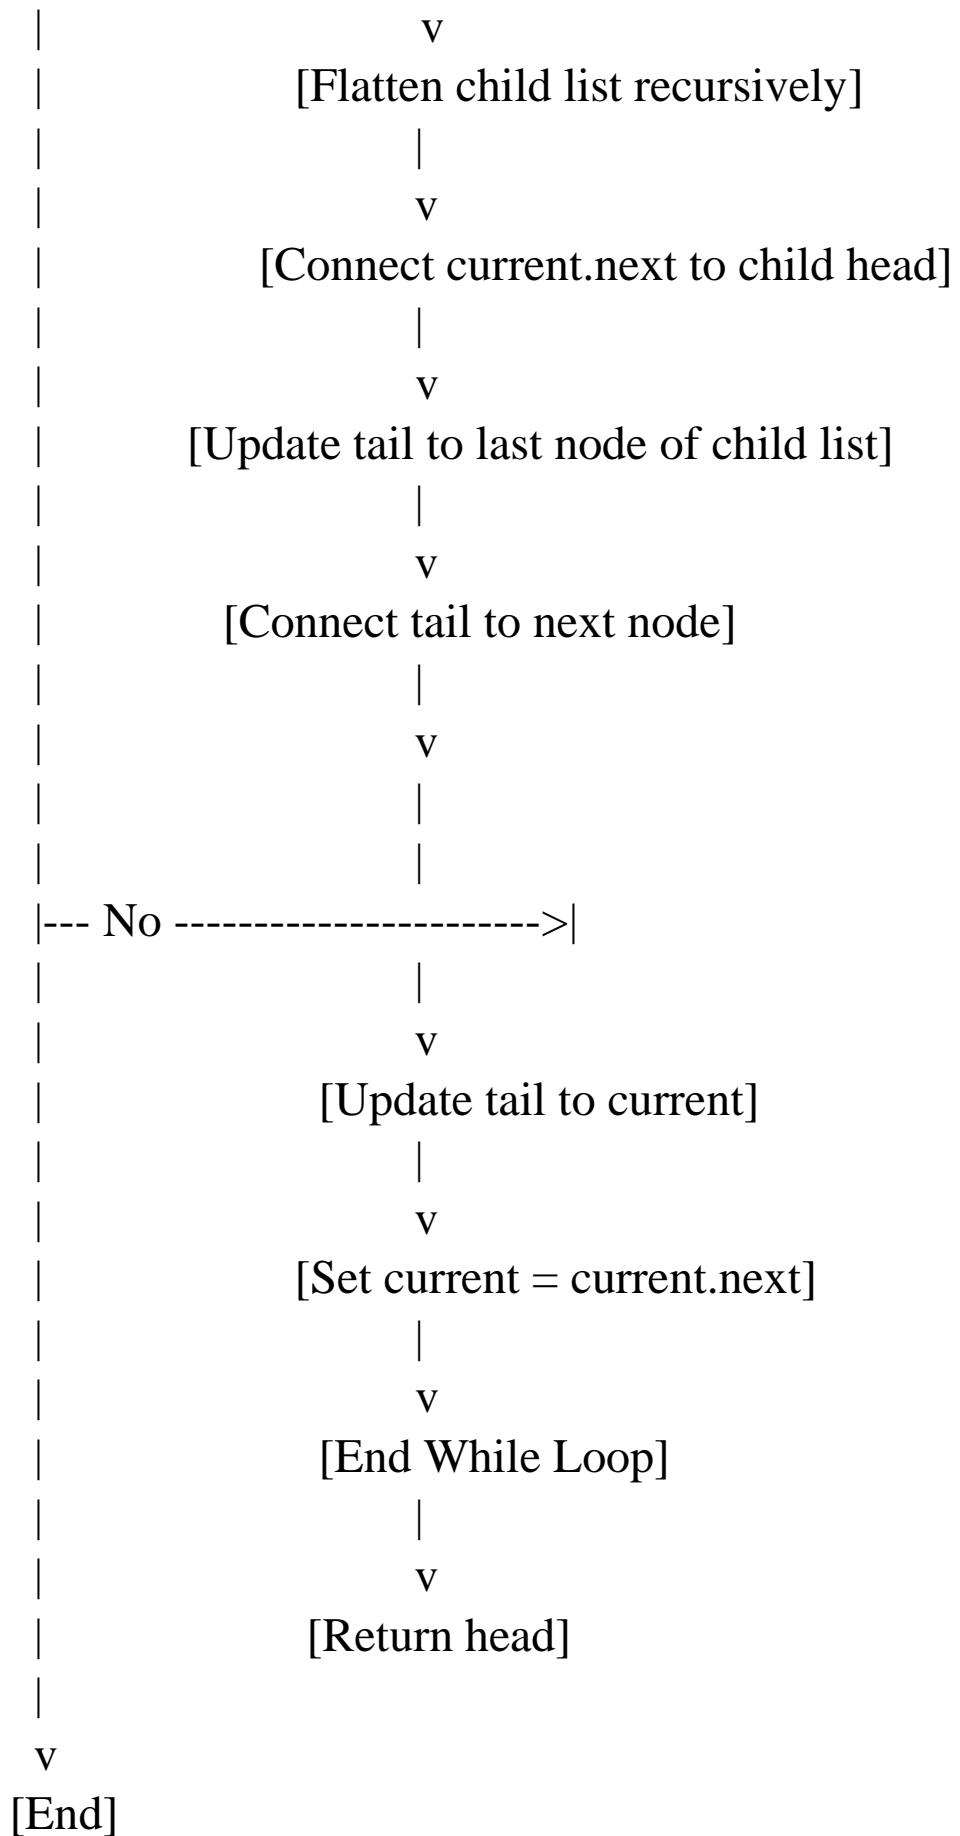 |                                v
|                     [Flatten child list recursively]
|                                |
|                                v
|                  [Connect current.next to child head]
|                                |
|                                v
|            [Update tail to last node of child list]
|                                |
|                                v
|               [Connect tail to next node]
|                                |
|                                v
|                                |
|                                |
|--- No ----------------------->|
|                                |
|                                v
|                       [Update tail to current]
|                                |
|                                v
|                     [Set current = current.next]
|                                |
|                                v
|                       [End While Loop]
|                                |
|                                v
|                      [Return head]
|
v
[End]